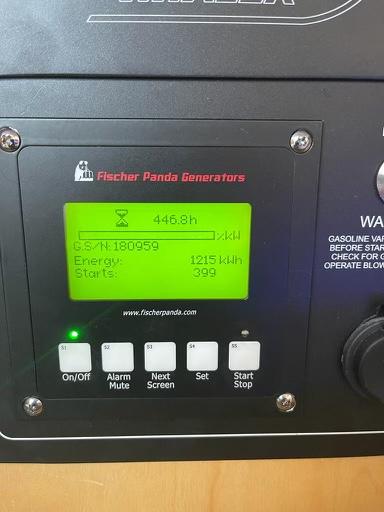 Fischer Panda Generators
446.8h
%kW
G.S/N:180959
Energy: 1215 kWh
Starts: 399
www.fischerpanda.com
S1 S2 S3 S4 S5
On/Off Alarm Mute Next Screen Set Start Stop
WA
GASOLINE VA
BEFORE STAR
CHECK FOR G
OPERATE BLOW